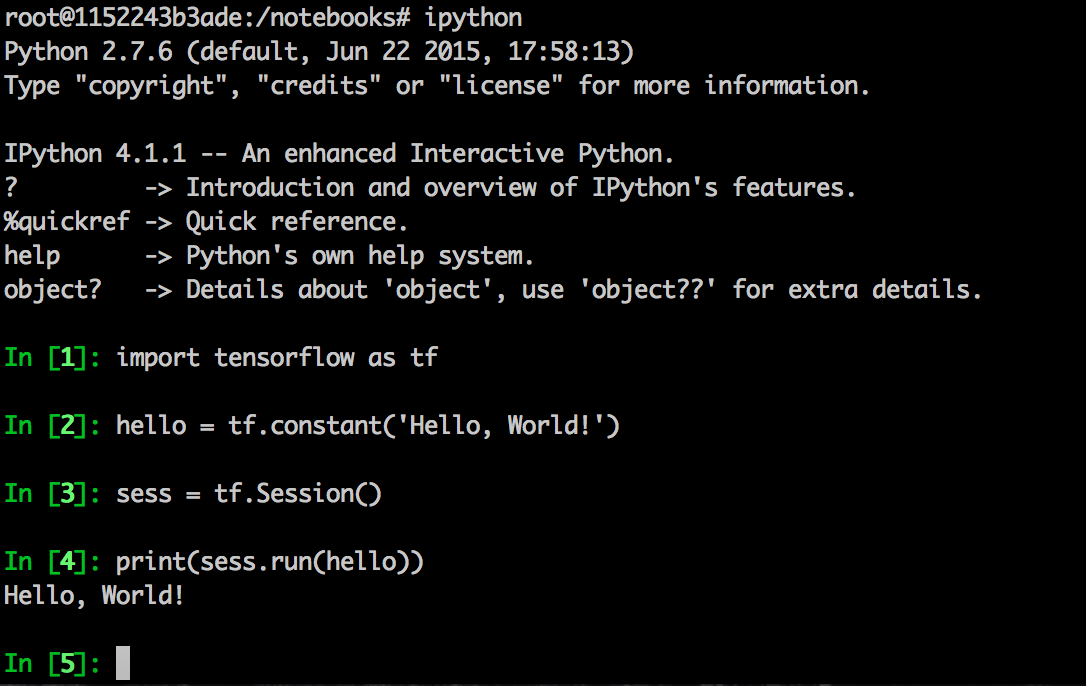 root@1152243b3ade:/notebooks# ipython
Python 2.7.6 (default, Jun 22 2015, 17:58:13)
Type "copyright", "credits" or "license" for more information.
IPython 4.1.1 -- An enhanced Interactive Python.
?         -> Introduction and overview of IPython's features.
%quickref -> Quick reference.
help      -> Python's own help system.
object?   -> Details about 'object', use 'object??' for extra details.
In [1]: import tensorflow as tf
In [2]: hello = tf.constant('Hello, World!')
In [3]: sess = tf.Session()
In [4]: print(sess.run(hello))
Hello, World!
In [5]: